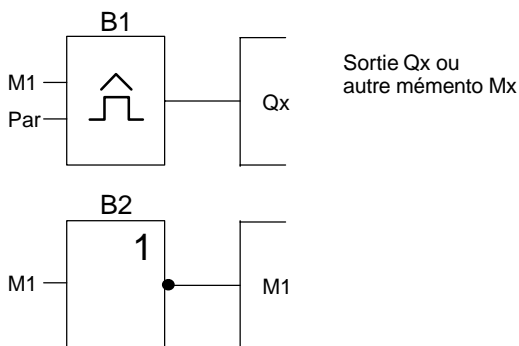 B1
M1
Par
Qx
Sortie Qx ou
autre mémento Mx
B2
1
M1
M1